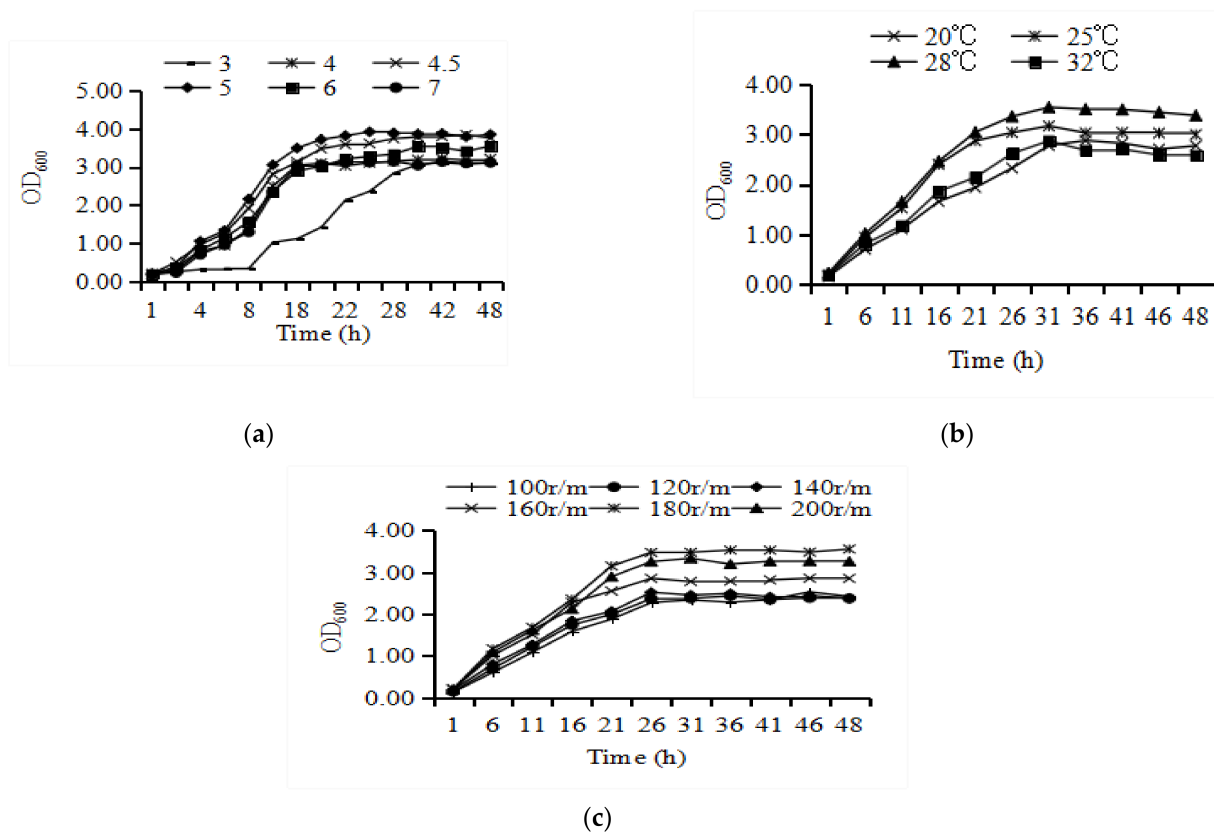 3 4 4.5
5 6 7
5.00
4.00
3.00
2.00
1.00
0.00
OD600
1 4 8 18 22 28 42 48
Time (h)
(a)
20°C 25°C
28°C 32°C
4.00
3.00
2.00
1.00
0.00
OD600
1 6 11 16 21 26 31 36 41 46 48
Time (h)
(b)
100r/m 120r/m 140r/m
160r/m 180r/m 200r/m
4.00
3.00
2.00
1.00
0.00
OD600
1 6 11 16 21 26 31 36 41 46 48
Time (h)
(c)